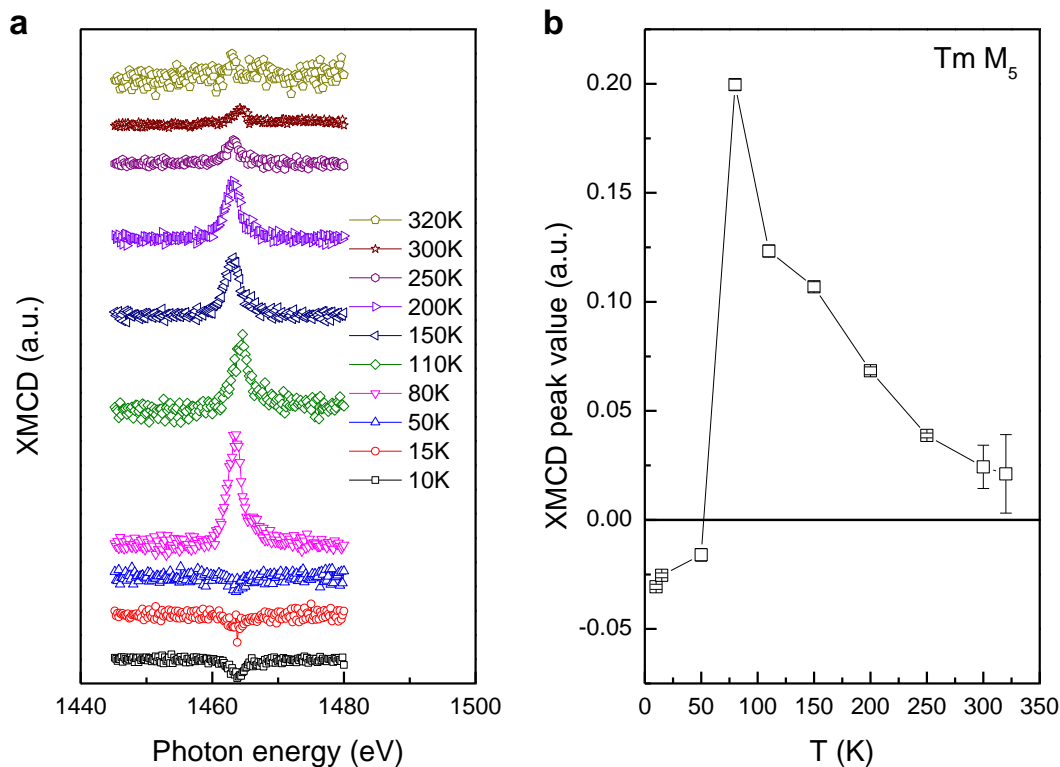 a
XMCD (a.u.)
320K
300K
250K
200K
150K
110K
80K
50K
15K
10K
1440 1460 1480 1500
Photon energy (eV)
b
Tm M5
XMCD peak value (a.u.)
0.20
0.15
0.10
0.05
0.00
-0.05
0 50 100 150 200 250 300 350
T (K)